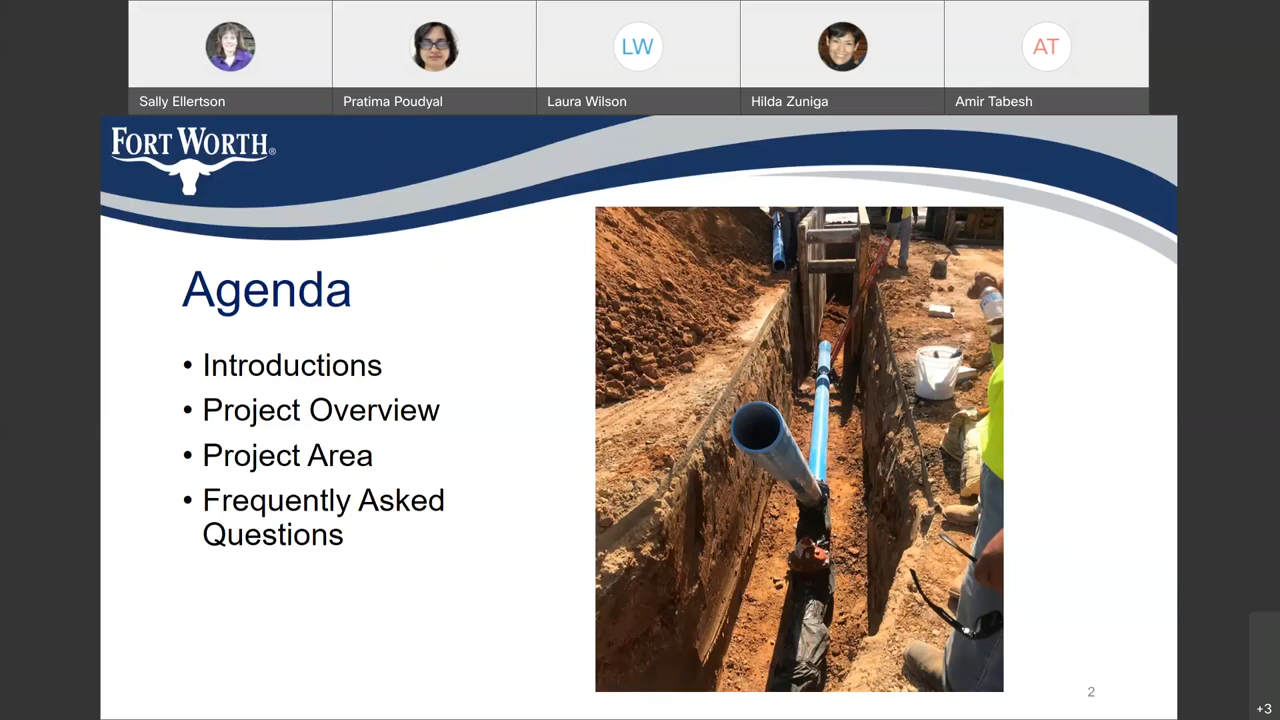 LW
AT
Sally Ellertson
Pratima Poudyal
Laura Wilson
Hilda Zuniga
Amir Tabesh
FORT WORTH®
Agenda
• Introductions
• Project Overview
• Project Area
• Frequently Asked
Questions
2
+3